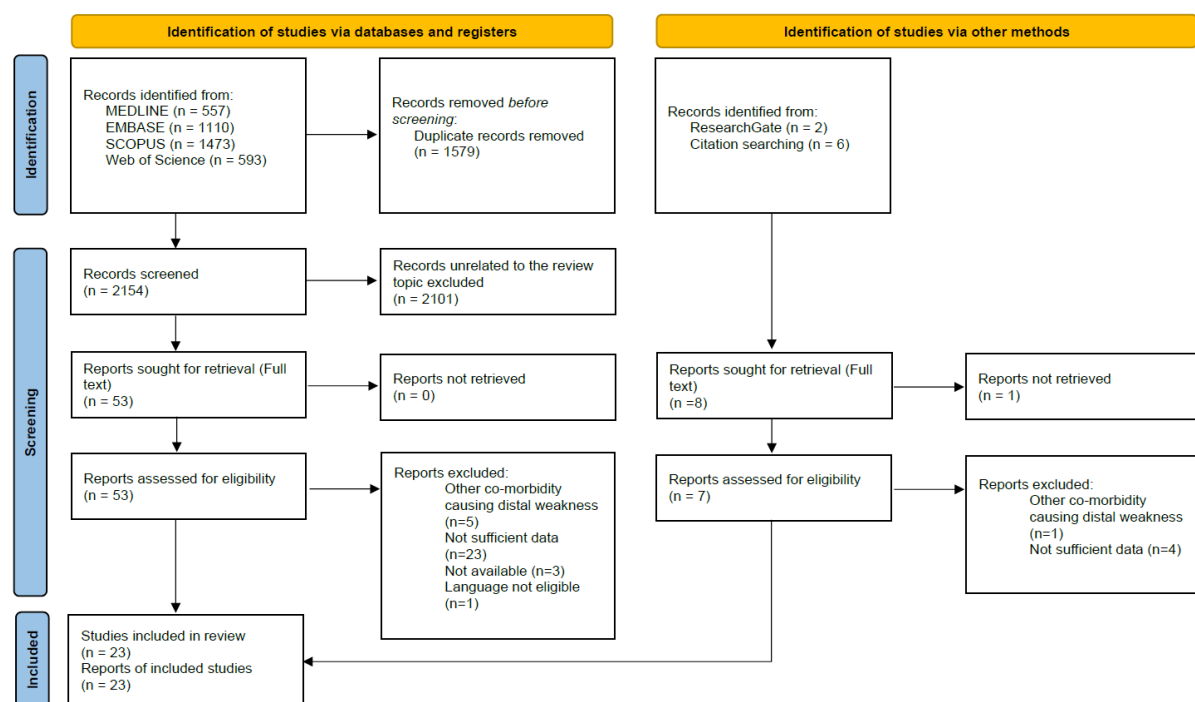 Identification of studies via databases and registers
Identification of studies via other methods
Identification
Records identified from:
MEDLINE (n = 557)
EMBASE (n = 1110)
SCOPUS (n = 1473)
Web of Science (n = 593)
Records removed before
screening:
Duplicate records removed
(n = 1579)
Records identified from:
ResearchGate (n = 2)
Citation searching (n = 6)
Screening
Records screened
(n = 2154)
Records unrelated to the review
topic excluded
(n = 2101)
Reports sought for retrieval (Full
text)
(n = 53)
Reports not retrieved
(n = 0)
Reports sought for retrieval (Full
text)
(n =8)
Reports not retrieved
(n = 1)
Reports assessed for eligibility
(n = 53)
Reports excluded:
Other co-morbidity
causing distal weakness
(n=5)
Not sufficient data
(n=23)
Not available (n=3)
Language not eligible
(n=1)
Reports assessed for eligibility
(n = 7)
Reports excluded:
Other co-morbidity
causing distal weakness
(n=1)
Not sufficient data (n=4)
Included
Studies included in review
(n = 23)
Reports of included studies
(n = 23)